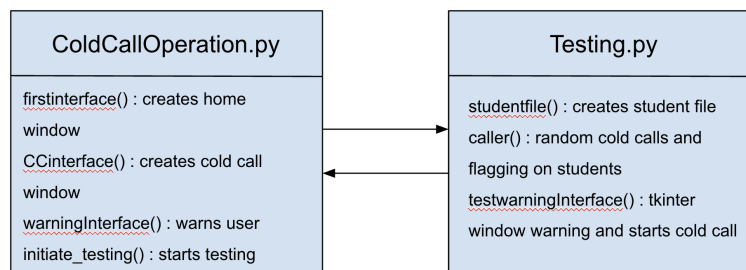 ColdCallOperation.py
firstinterface() : creates home
window
CCinterface() : creates cold call
window
warningInterface() : warns user
initiate_testing() : starts testing
Testing.py
studentfile() : creates student file
caller() : random cold calls and
flagging on students
testwarningInterface() : tkinter
window warning and starts cold call